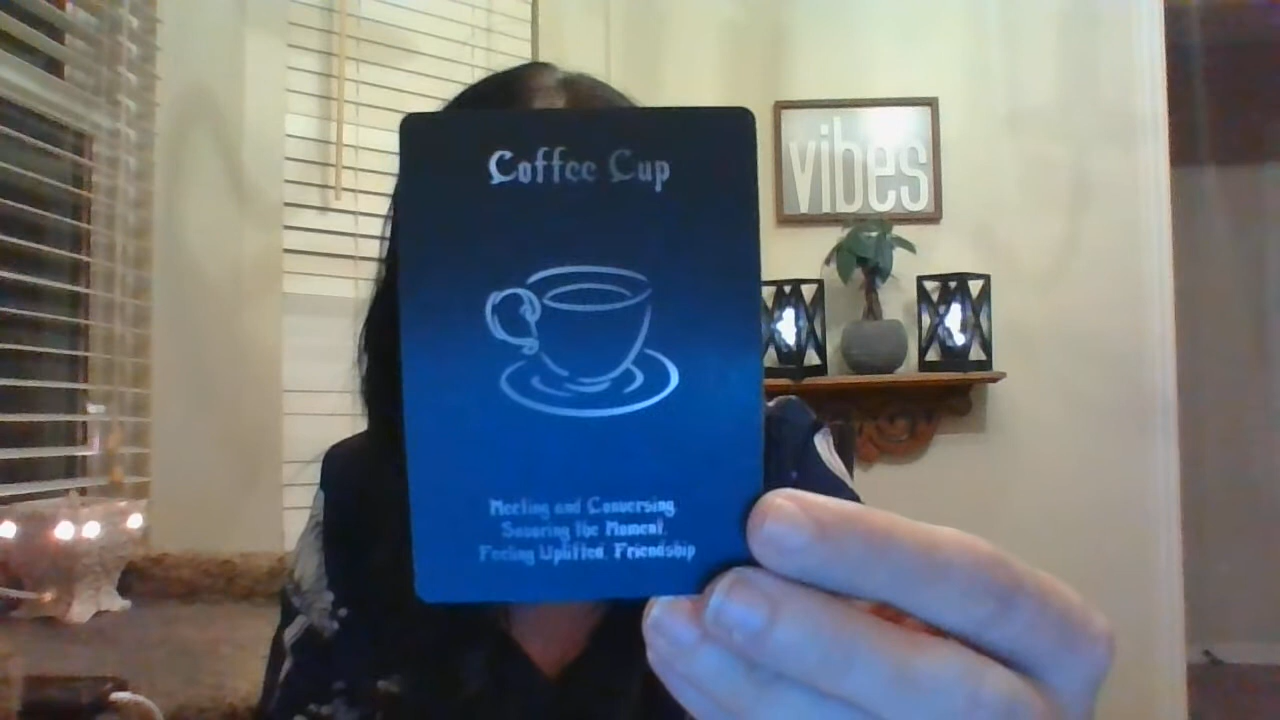 Coffee Cup
vibes
Meeting and Conversing,
Savoring the Moment,
Feeling Uplifted, Friendship